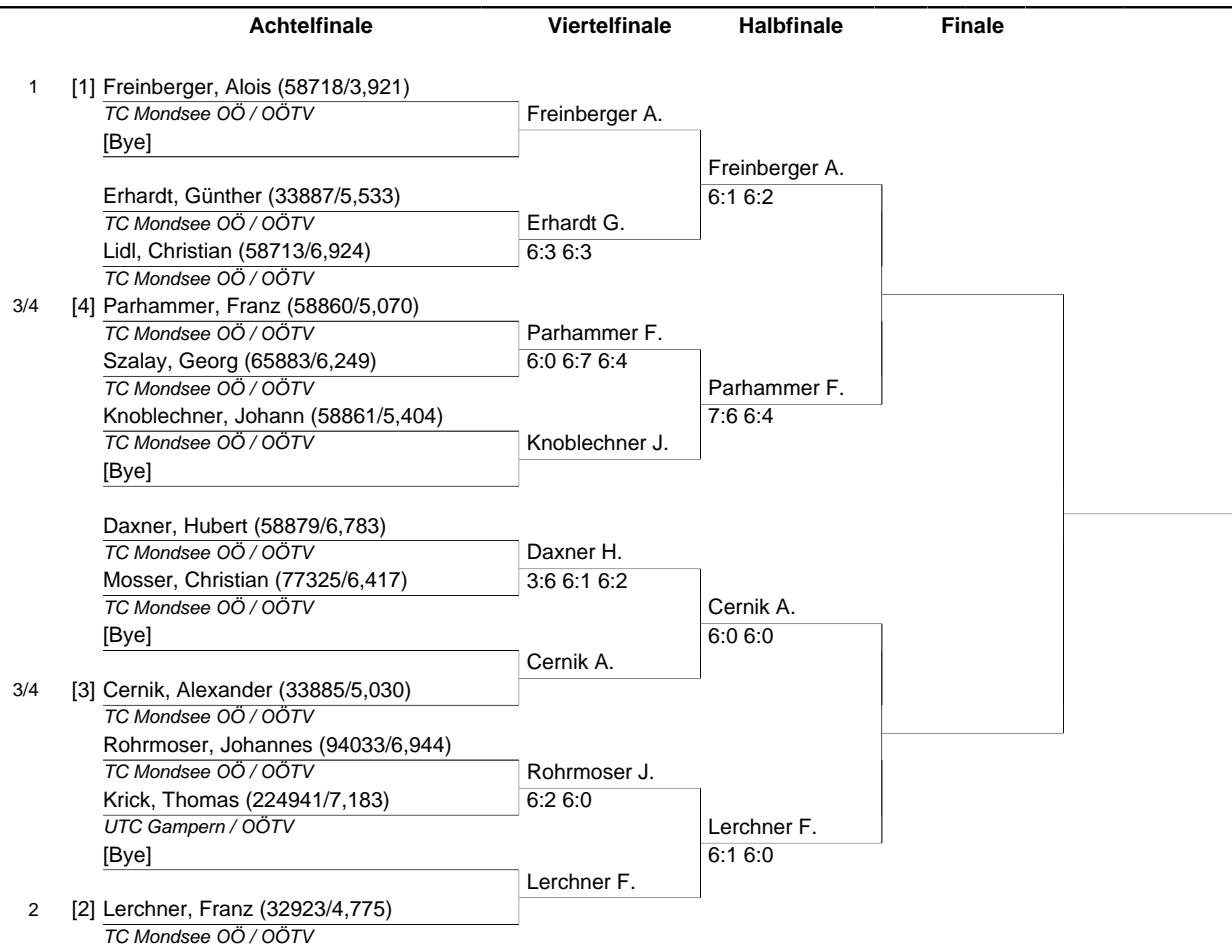 Achtelfinale Viertelfinale Halbfinale Finale
1 [1] Freinberger, Alois (58718/3,921)
TC Mondsee OÖ / OÖTV Freinberger A.
[Bye]
Freinberger A.
Erhardt, Günther (33887/5,533) 6:1 6:2
TC Mondsee OÖ / OÖTV Erhardt G.
Lidl, Christian (58713/6,924) 6:3 6:3
TC Mondsee OÖ / OÖTV
3/4 [4] Parhammer, Franz (58860/5,070)
TC Mondsee OÖ / OÖTV Parhammer F.
Szalay, Georg (65883/6,249) 6:0 6:7 6:4
TC Mondsee OÖ / OÖTV Parhammer F.
Knoblechner, Johann (58861/5,404) 7:6 6:4
TC Mondsee OÖ / OÖTV Knoblechner J.
[Bye]
Daxner, Hubert (58879/6,783)
TC Mondsee OÖ / OÖTV Daxner H.
Mosser, Christian (77325/6,417) 3:6 6:1 6:2
TC Mondsee OÖ / OÖTV Cernik A.
[Bye] 6:0 6:0
Cernik A.
3/4 [3] Cernik, Alexander (33885/5,030)
TC Mondsee OÖ / OÖTV
Rohrmoser, Johannes (94033/6,944)
TC Mondsee OÖ / OÖTV Rohrmoser J.
Krick, Thomas (224941/7,183) 6:2 6:0
UTC Gampern / OÖTV Lerchner F.
[Bye] 6:1 6:0
Lerchner F.
2 [2] Lerchner, Franz (32923/4,775)
TC Mondsee OÖ / OÖTV